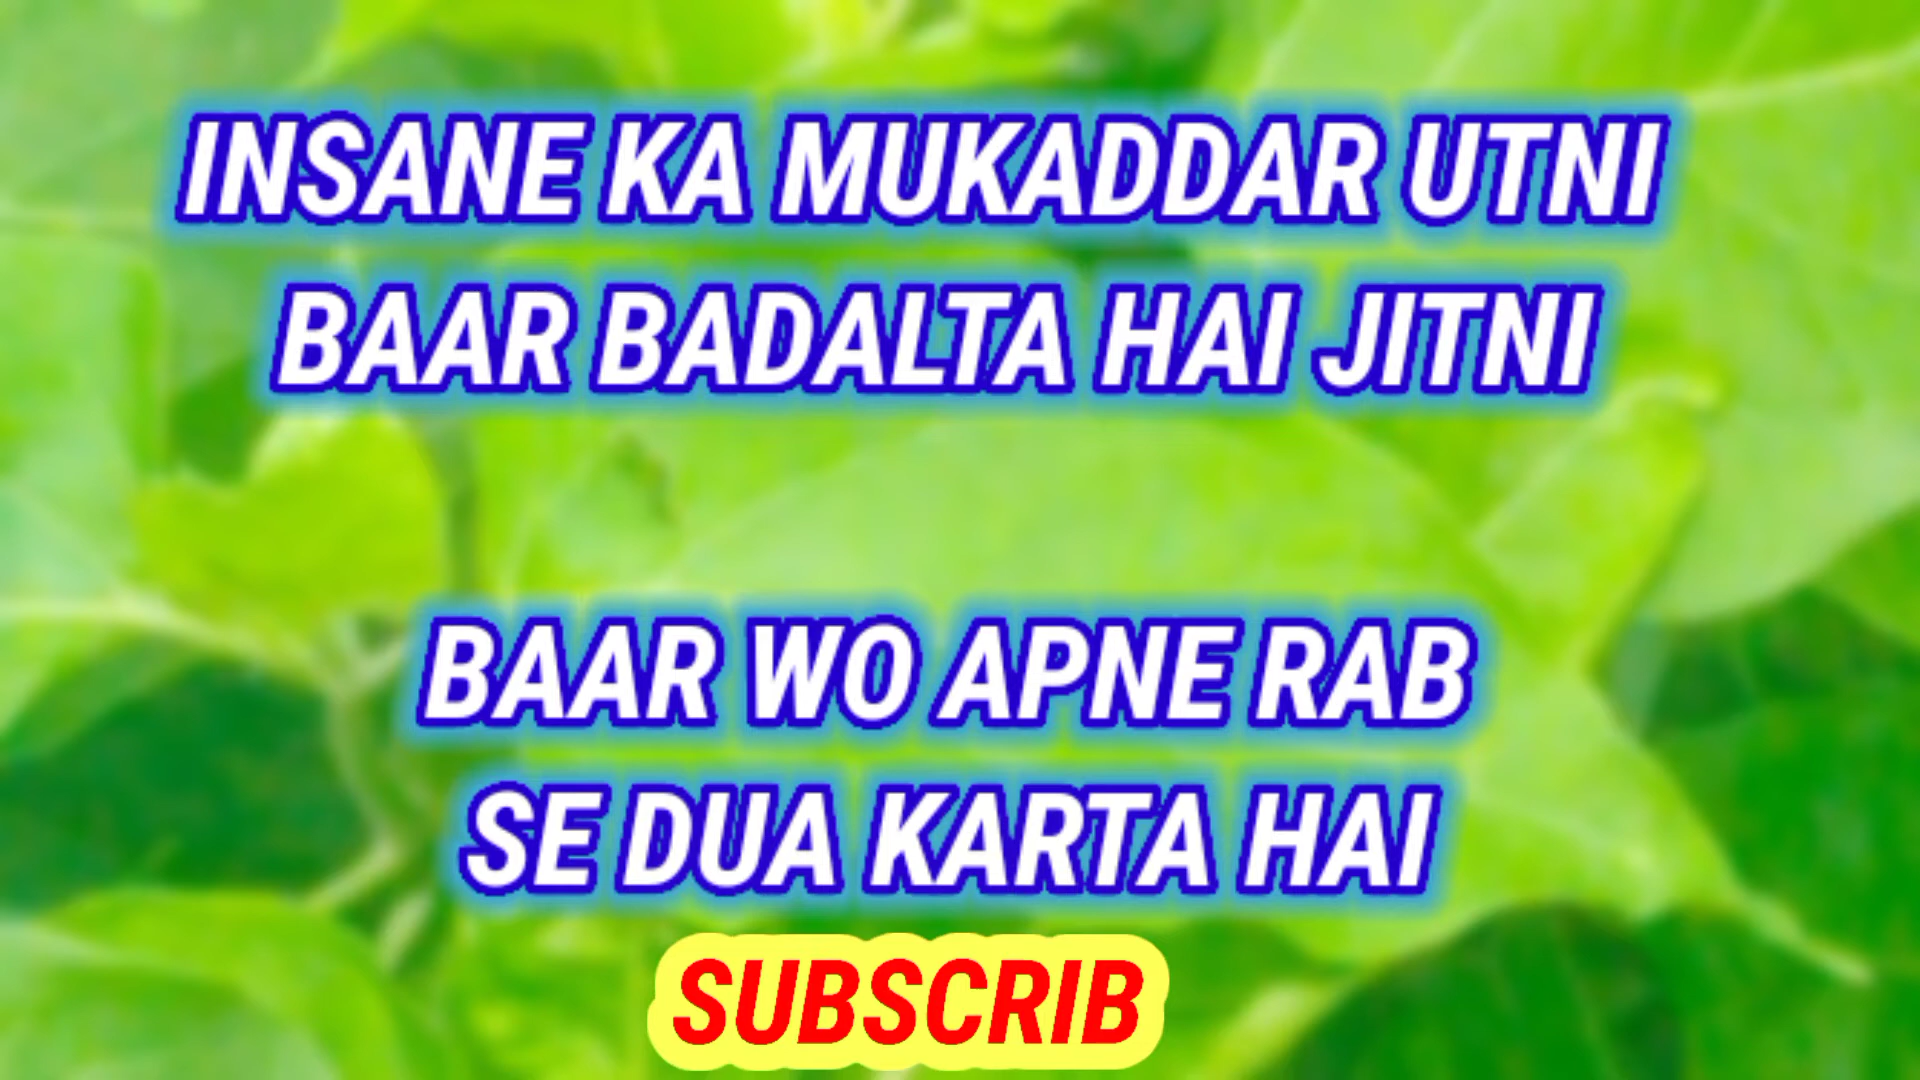 INSANE KA MUKADDAR UTNI
BAAR BADALTA HAI JITNI
BAAR WO APNE RAB
SE DUA KARTA HAI
SUBSCRIB